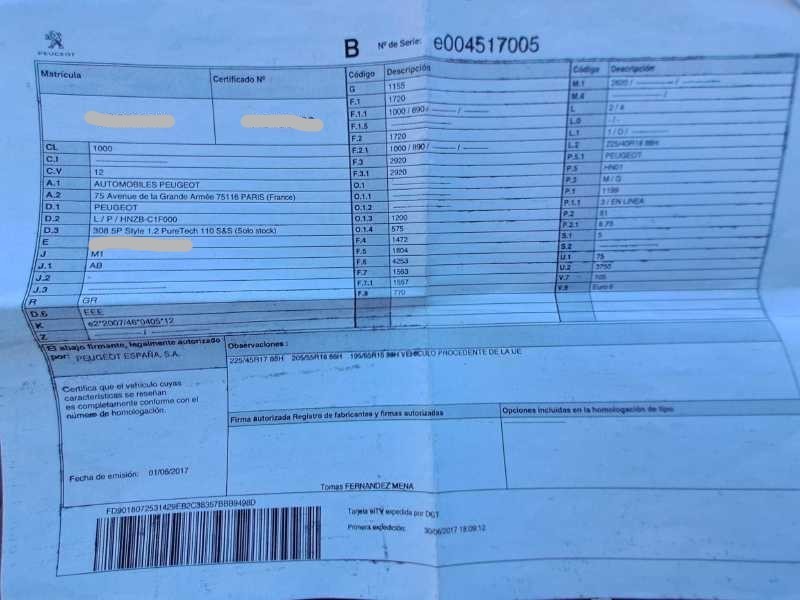 PEUGEOT
B Nº de Serie: e004517005
Matrícula Certificado Nº
CL 1000
C.I
C.V 12
A.1 AUTOMOBILES PEUGEOT
A.2 75 Avenue de la Grande Armée 75116 PARIS (France)
D.1 PEUGEOT
D.2 L / P / HNZB-C1F000
D.3 308 5P Style 1.2 PureTech 110 S&S (Solo stock)
E
J M1
J.1 AB
J.2 -
J.3
R GR
D.6 EEE
K e2*2007/46*0405*12
Z
Código Descripción
G 1155
F.1 1720
F.1.1 1000 / 890 /
F.1.5
F.2 1720
F.2.1 1000 / 890 /
F.3 2920
F.3.1 2920
O.1
O.1.1
O.1.2
O.1.3 1200
O.1.4 575
F.4 1472
F.5 1804
F.6 4253
F.7 1563
F.7.1 1557
F.8 770
Código Descripción
M.1 2620 /
M.4
L 2 / 4
L.0 - / -
L.1 1 / D /
L.2 225/40R18 88H
P.5.1 PEUGEOT
P.5 HN01
P.3 M / G
P.1 1199
P.1.1 3 / EN LINEA
P.2 81
P.2.1 6.75
S.1 5
S.2
U.1 75
U.2 3750
V.7 105
V.9 Euro 6
El abajo firmante, legalmente autorizado
por: PEUGEOT ESPAÑA, S.A.
Certifica que el vehículo cuyas
características se reseñan
es completamente conforme con el
número de homologación.
Fecha de emisión: 01/06/2017
Observaciones :
225/45R17 88H 205/55R16 88H 195/65R15 88H VEHICULO PROCEDENTE DE LA UE
Firma Autorizada Registro de fabricantes y firmas autorizadas
Opciones incluidas en la homologación de tipo
Tomas FERNANDEZ MENA
FD9018072531429EB2C38357BBB9498D
Tarjeta eITV expedida por DGT
Primera expedición: 30/06/2017 18:09:12